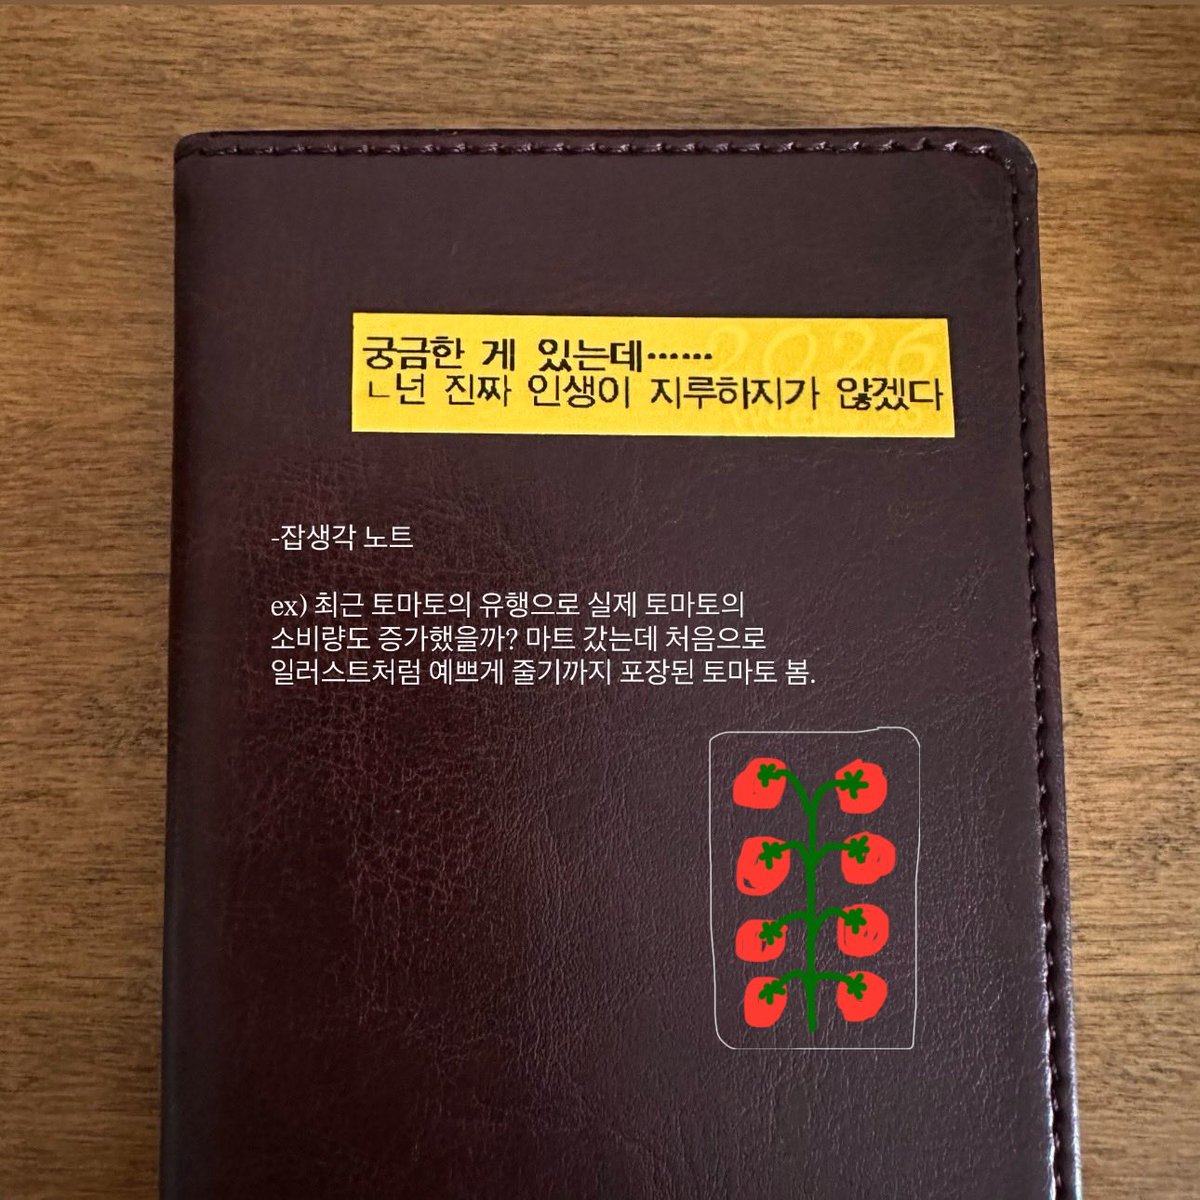 2026
궁금한 게 있는데……
ㄴ넌 진짜 인생이 지루하지가 않겠다
-잡생각 노트
ex) 최근 토마토의 유행으로 실제 토마토의
소비량도 증가했을까? 마트 갔는데 처음으로
일러스트처럼 예쁘게 줄기까지 포장된 토마토 봄.